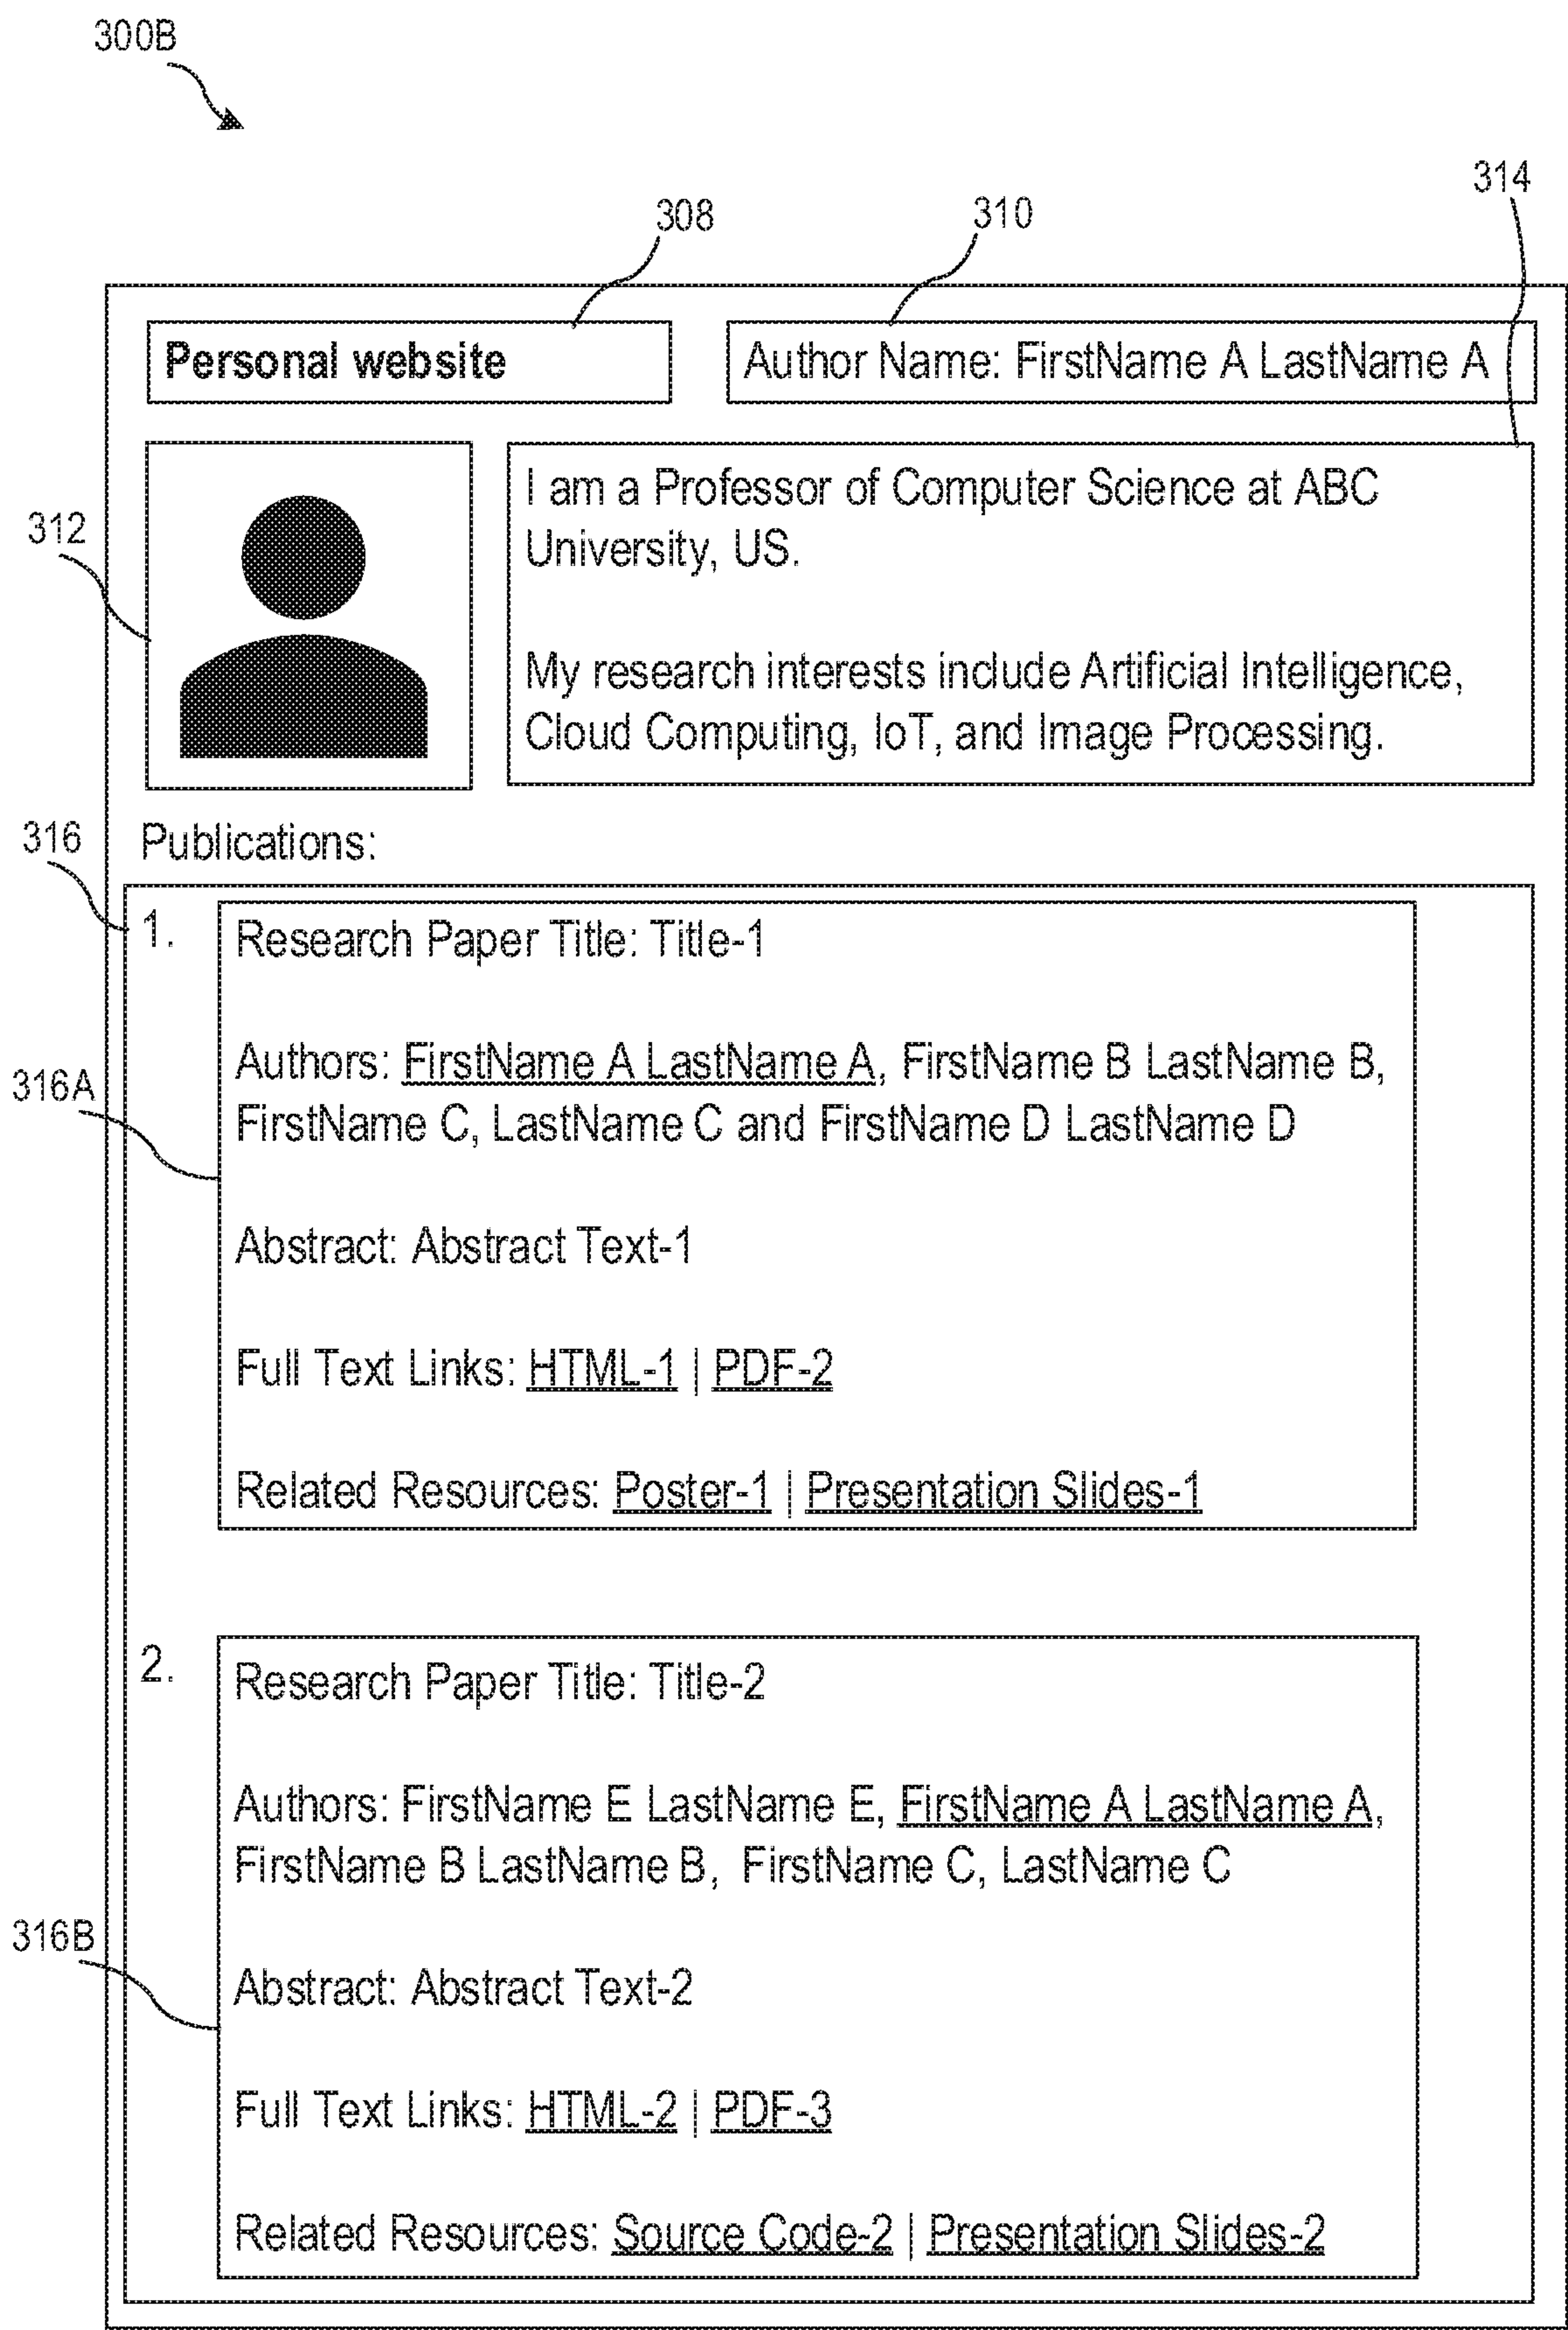 300B
314
308
310
Personal website
Author Name: FirstName A LastName A
312
I am a Professor of Computer Science at ABC
University, US.
My research interests include Artificial Intelligence,
Cloud Computing, IoT, and Image Processing.
316
Publications:
1.
Research Paper Title: Title-1
316A
Authors: FirstName A LastName A, FirstName B LastName B,
FirstName C, LastName C and FirstName D LastName D
Abstract: Abstract Text-1
Full Text Links: HTML-1 | PDF-2
Related Resources: Poster-1 | Presentation Slides-1
2.
Research Paper Title: Title-2
Authors: FirstName E LastName E, FirstName A LastName A,
FirstName B LastName B, FirstName C, LastName C
316B
Abstract: Abstract Text-2
Full Text Links: HTML-2 | PDF-3
Related Resources: Source Code-2 | Presentation Slides-2